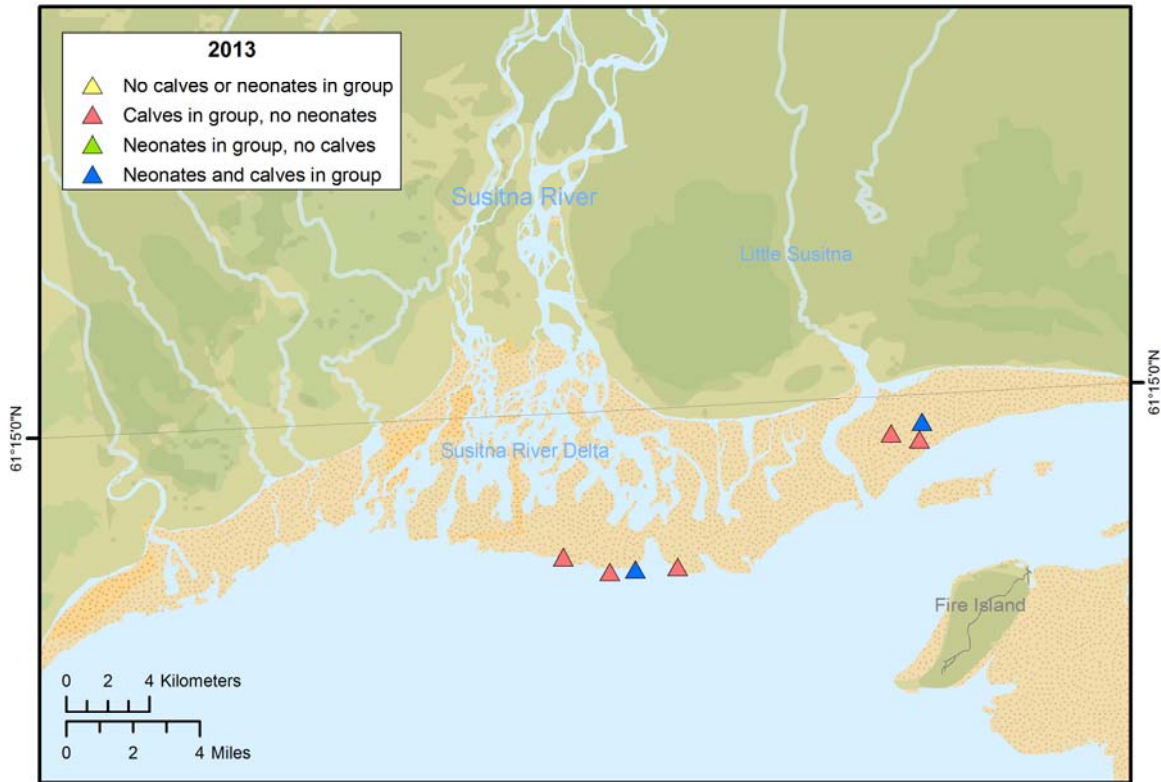 2013
No calves or neonates in group
Calves in group, no neonates
Neonates in group, no calves
Neonates and calves in group
Susitna River
Little Susitna
61°15'0"N
61°15'0"N
Susitna River Delta
Fire Island
0 2 4 Kilometers
0 2 4 Miles